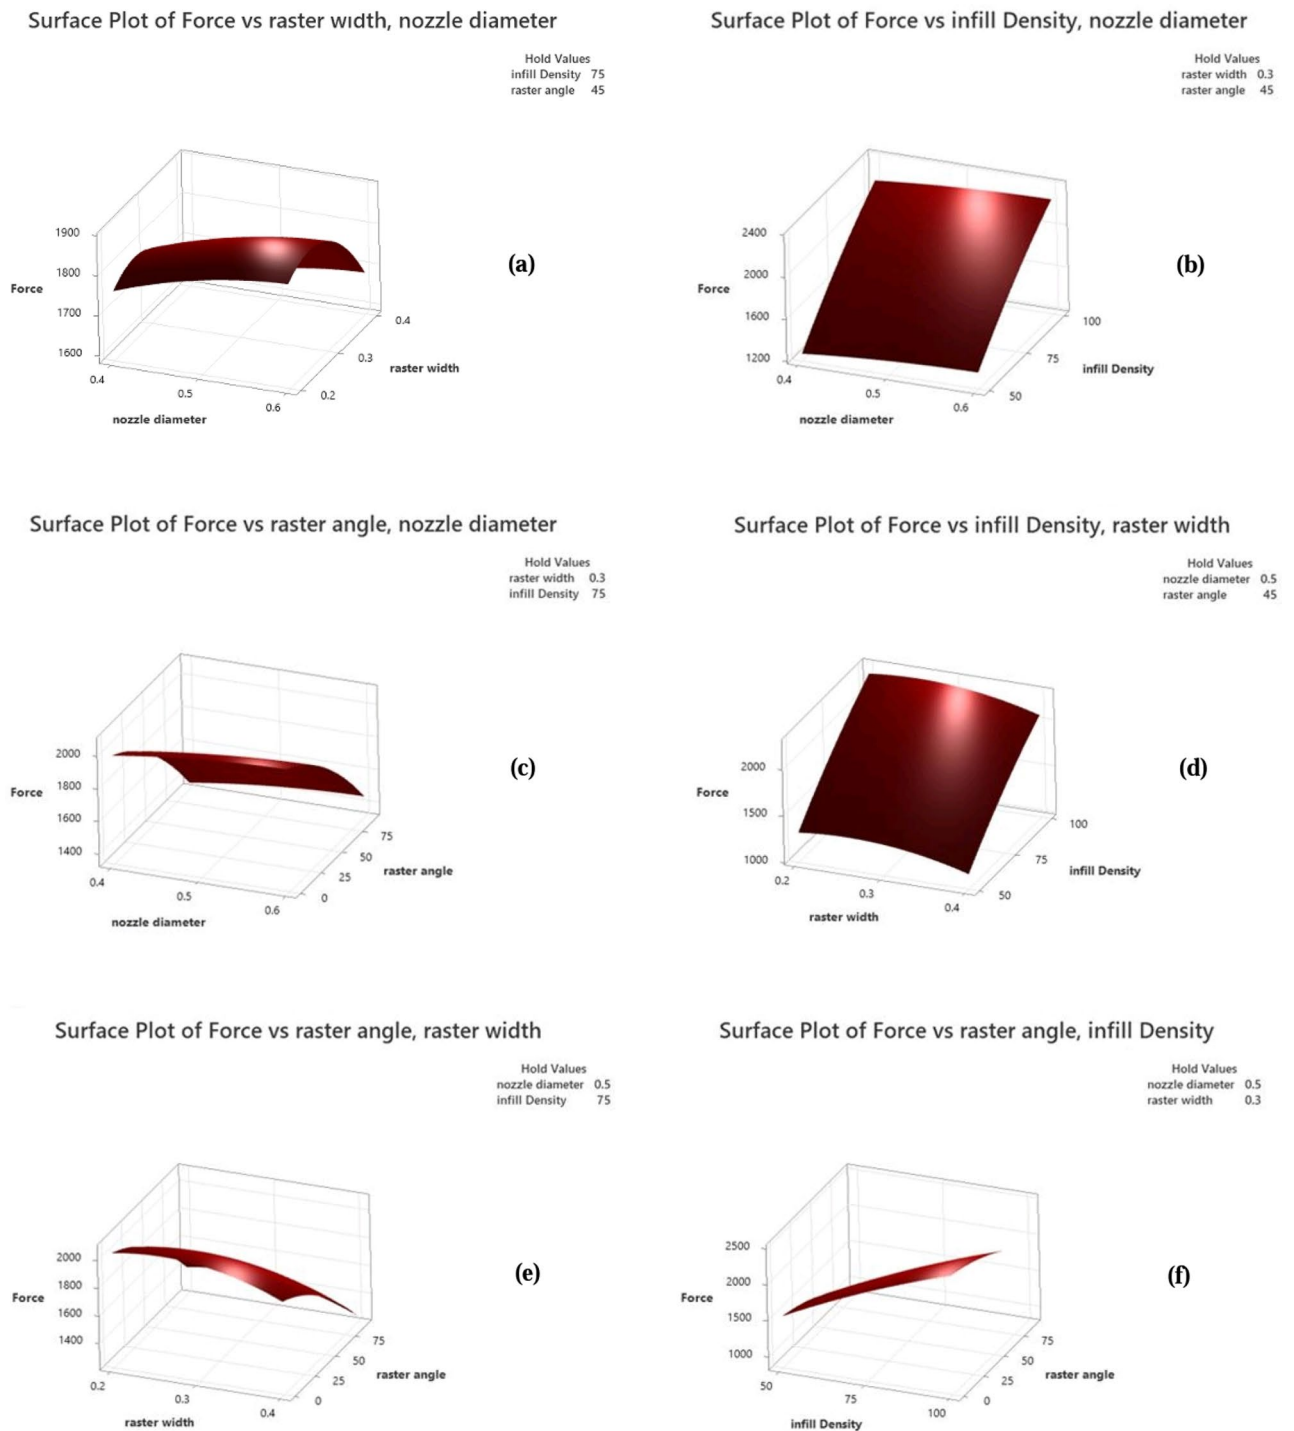 Surface Plot of Force vs raster width, nozzle diameter
Hold Values
infill Density 75
raster angle 45
1900
1800
1700
1600
Force
(a)
0.4
0.3
0.2
raster width
0.4
0.5
0.6
nozzle diameter
Surface Plot of Force vs infill Density, nozzle diameter
Hold Values
raster width 0.3
raster angle 45
2400
2000
1600
1200
Force
(b)
100
75
50
infill Density
0.4
0.5
0.6
nozzle diameter
Surface Plot of Force vs raster angle, nozzle diameter
Hold Values
raster width 0.3
infill Density 75
2000
1800
1600
1400
Force
(c)
75
50
25
0
raster angle
0.4
0.5
0.6
nozzle diameter
Surface Plot of Force vs infill Density, raster width
Hold Values
nozzle diameter 0.5
raster angle 45
2000
1500
1000
Force
(d)
100
75
50
infill Density
0.2
0.3
0.4
raster width
Surface Plot of Force vs raster angle, raster width
Hold Values
nozzle diameter 0.5
infill Density 75
2000
1800
1600
1400
Force
(e)
75
50
25
0
raster angle
0.2
0.3
0.4
raster width
Surface Plot of Force vs raster angle, infill Density
Hold Values
nozzle diameter 0.5
raster width 0.3
2500
2000
1500
1000
Force
(f)
75
50
25
0
raster angle
50
75
100
infill Density